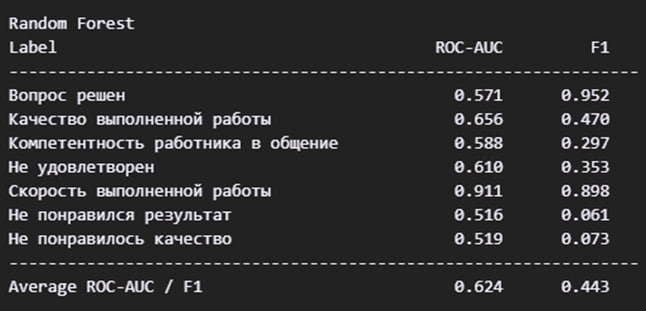 Random Forest
Label ROC-AUC F1
----------------------------------------------------------------
Вопрос решен 0.571 0.952
Качество выполненной работы 0.656 0.470
Компетентность работника в общение 0.588 0.297
Не удовлетворен 0.610 0.353
Скорость выполненной работы 0.911 0.898
Не понравился результат 0.516 0.061
Не понравилось качество 0.519 0.073
----------------------------------------------------------------
Average ROC-AUC / F1 0.624 0.443